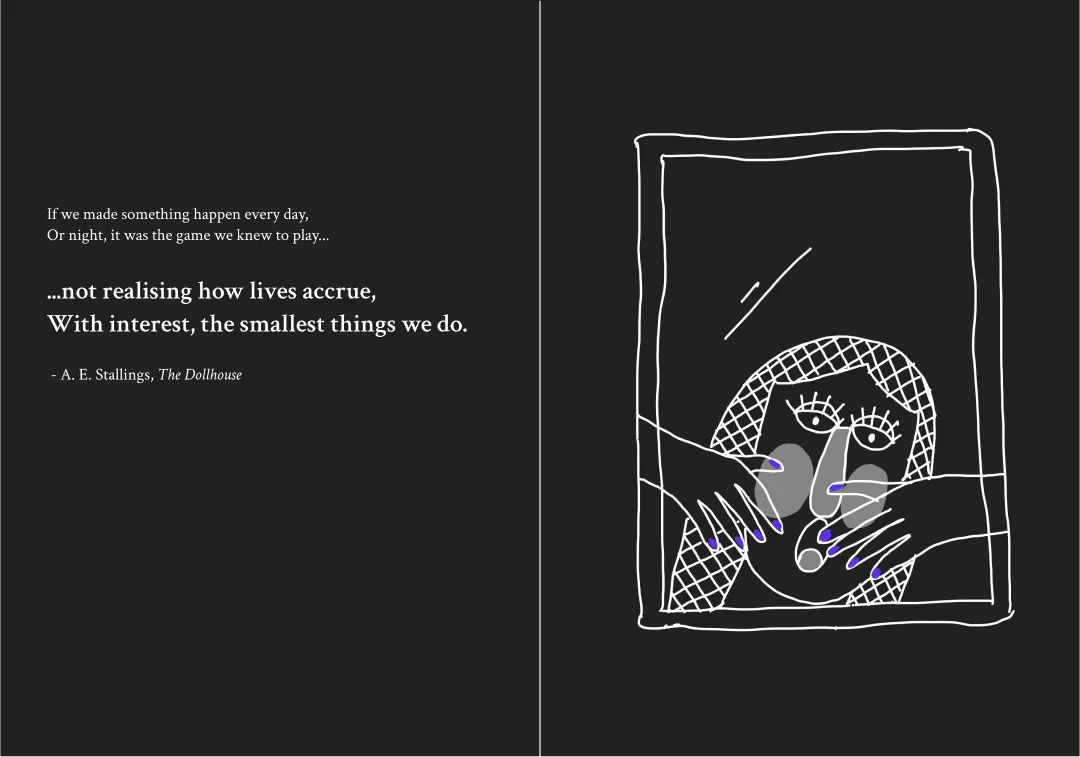 If we made something happen every day,
Or night, it was the game we knew to play...
...not realising how lives accrue,
With interest, the smallest things we do.
- A. E. Stallings, The Dollhouse